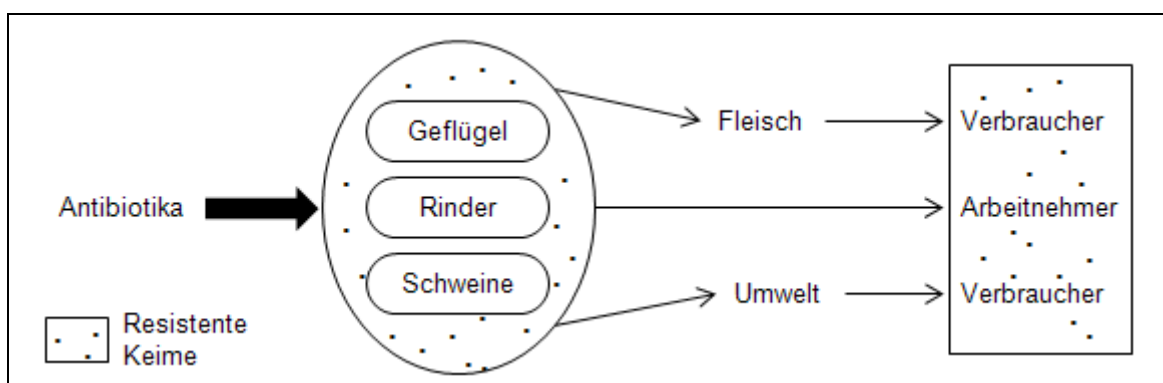 Geflügel
Fleisch
Verbraucher
Antibiotika
Rinder
Arbeitnehmer
Schweine
Umwelt
Verbraucher
Resistente
Keime